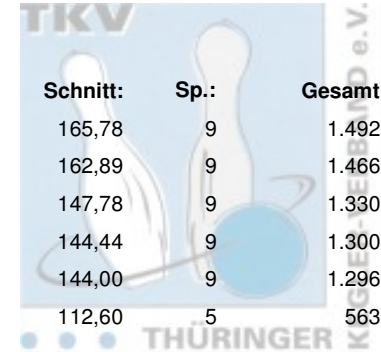 TKV
Schnitt: Sp.: Gesamt
165,78 9 1.492
162,89 9 1.466
147,78 9 1.330
144,44 9 1.300
144,00 9 1.296
112,60 5 563
THÜRINGER
KEGLER-VERBAND e.V.